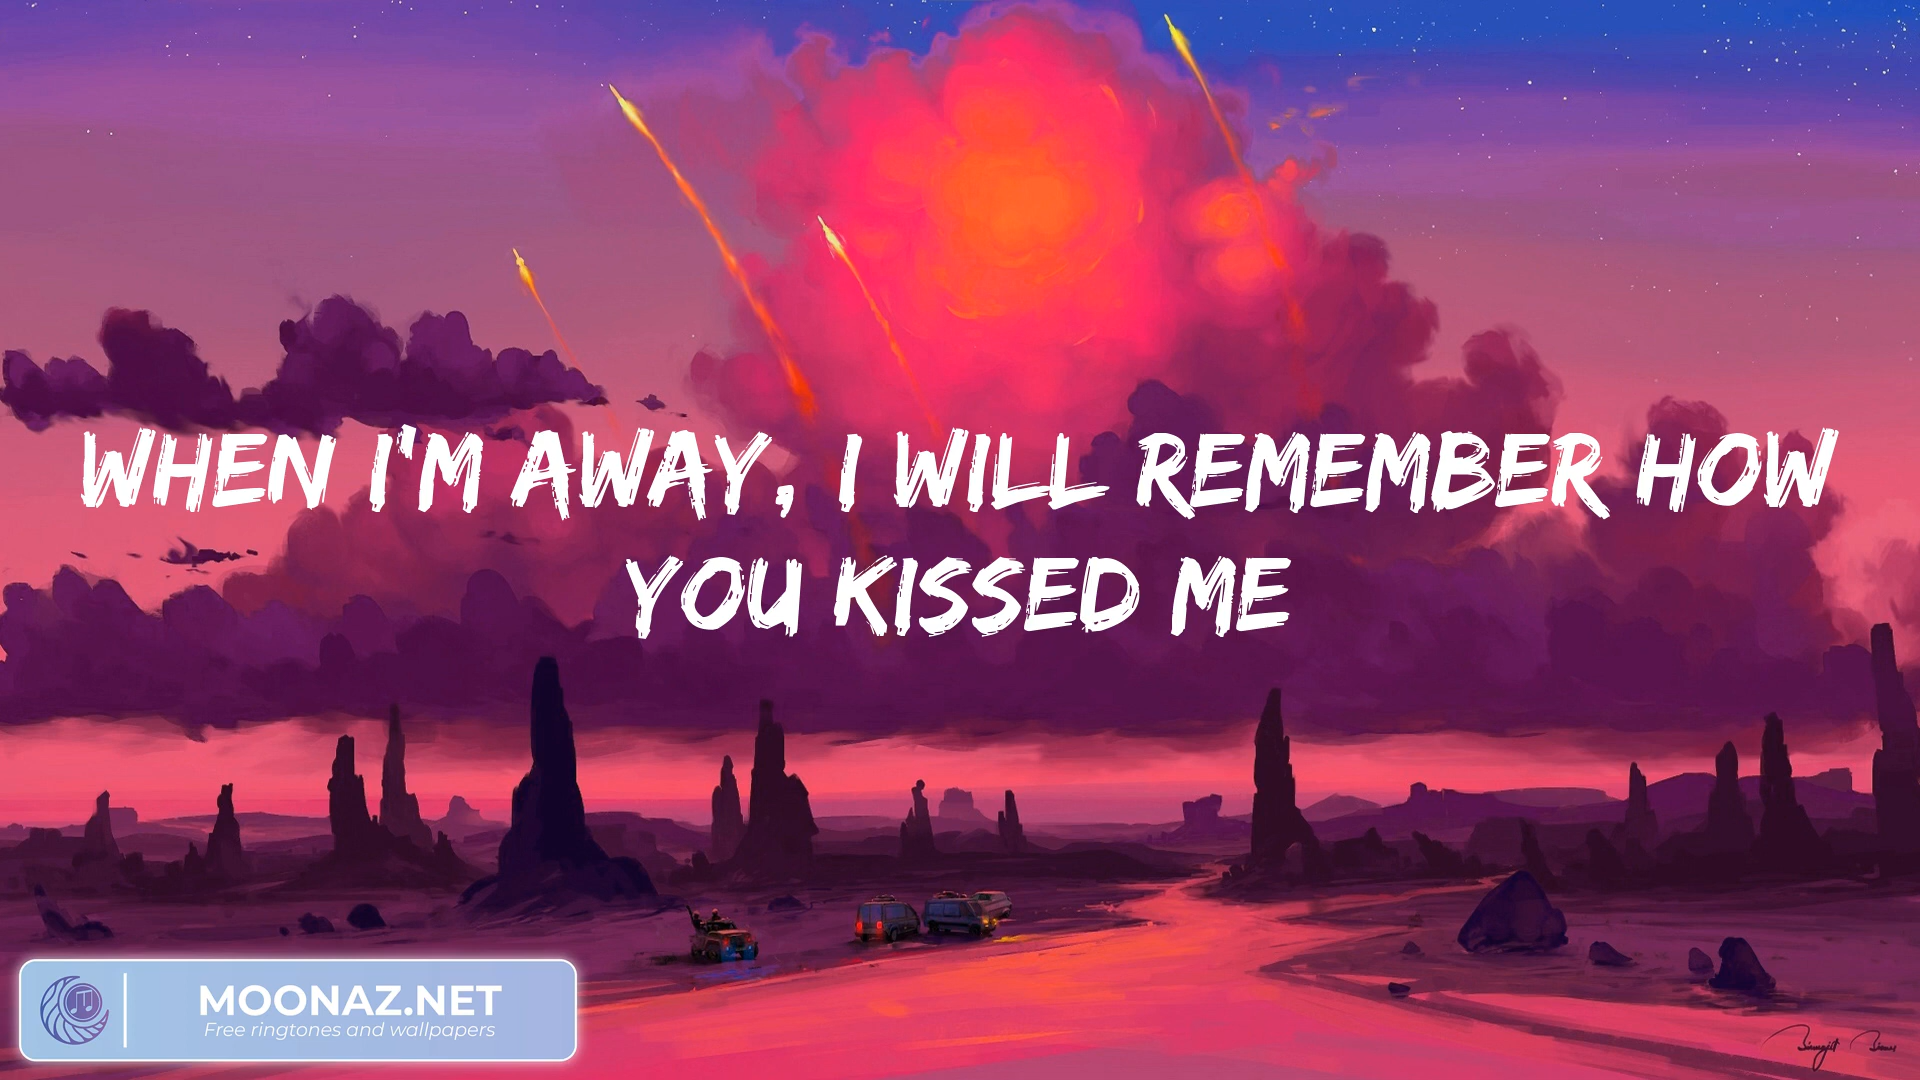 WHEN I'M AWAY, I WILL REMEMBER HOW
YOU KISSED ME
MOONAZ.NET
Free ringtones and wallpapers